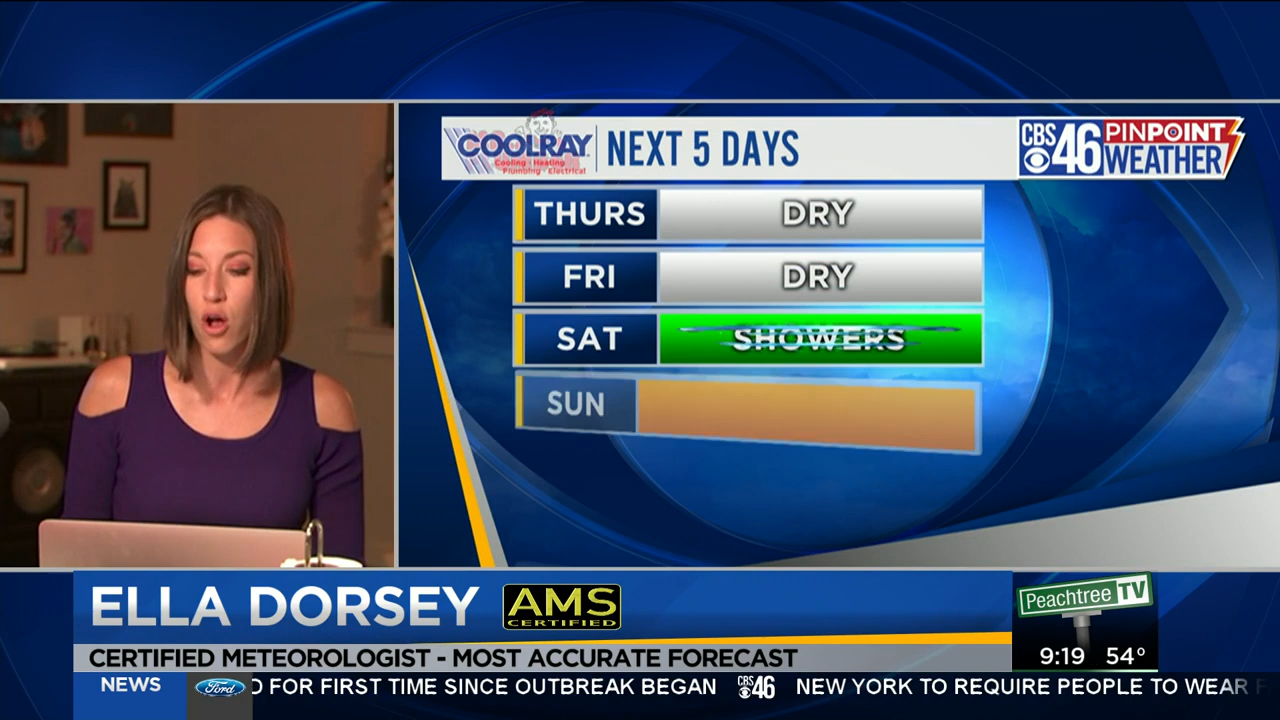 COOLRAY
Cooling · Heating
Plumbing · Electrical
NEXT 5 DAYS
CBS 46 PINPOINT WEATHER
THURS DRY
FRI DRY
SAT SHOWERS
SUN
ELLA DORSEY AMS CERTIFIED
CERTIFIED METEOROLOGIST - MOST ACCURATE FORECAST
Peachtree TV
9:19 54°
NEWS Ford D FOR FIRST TIME SINCE OUTBREAK BEGAN CBS 46 NEW YORK TO REQUIRE PEOPLE TO WEAR F